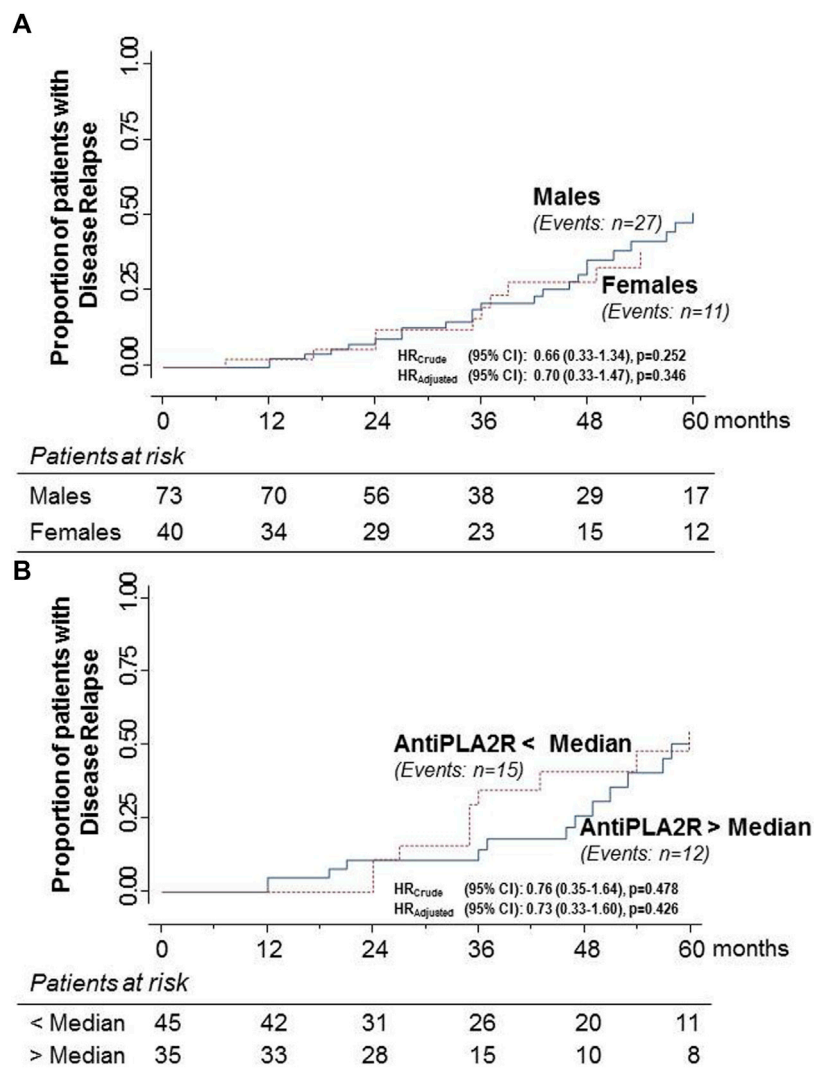 A
Proportion of patients with
Disease Relapse
1.00
0.75
0.50
0.25
0.00
Males
(Events: n=27)
Females
(Events: n=11)
HRCrude (95% CI): 0.66 (0.33-1.34), p=0.252
HRAdjusted (95% CI): 0.70 (0.33-1.47), p=0.346
0 12 24 36 48 60 months
Patients at risk
Males 73 70 56 38 29 17
Females 40 34 29 23 15 12
B
Proportion of patients with
Disease Relapse
1.00
0.75
0.50
0.25
0.00
AntiPLA2R < Median
(Events: n=15)
AntiPLA2R > Median
(Events: n=12)
HRCrude (95% CI): 0.76 (0.35-1.64), p=0.478
HRAdjusted (95% CI): 0.73 (0.33-1.60), p=0.426
0 12 24 36 48 60 months
Patients at risk
< Median 45 42 31 26 20 11
> Median 35 33 28 15 10 8